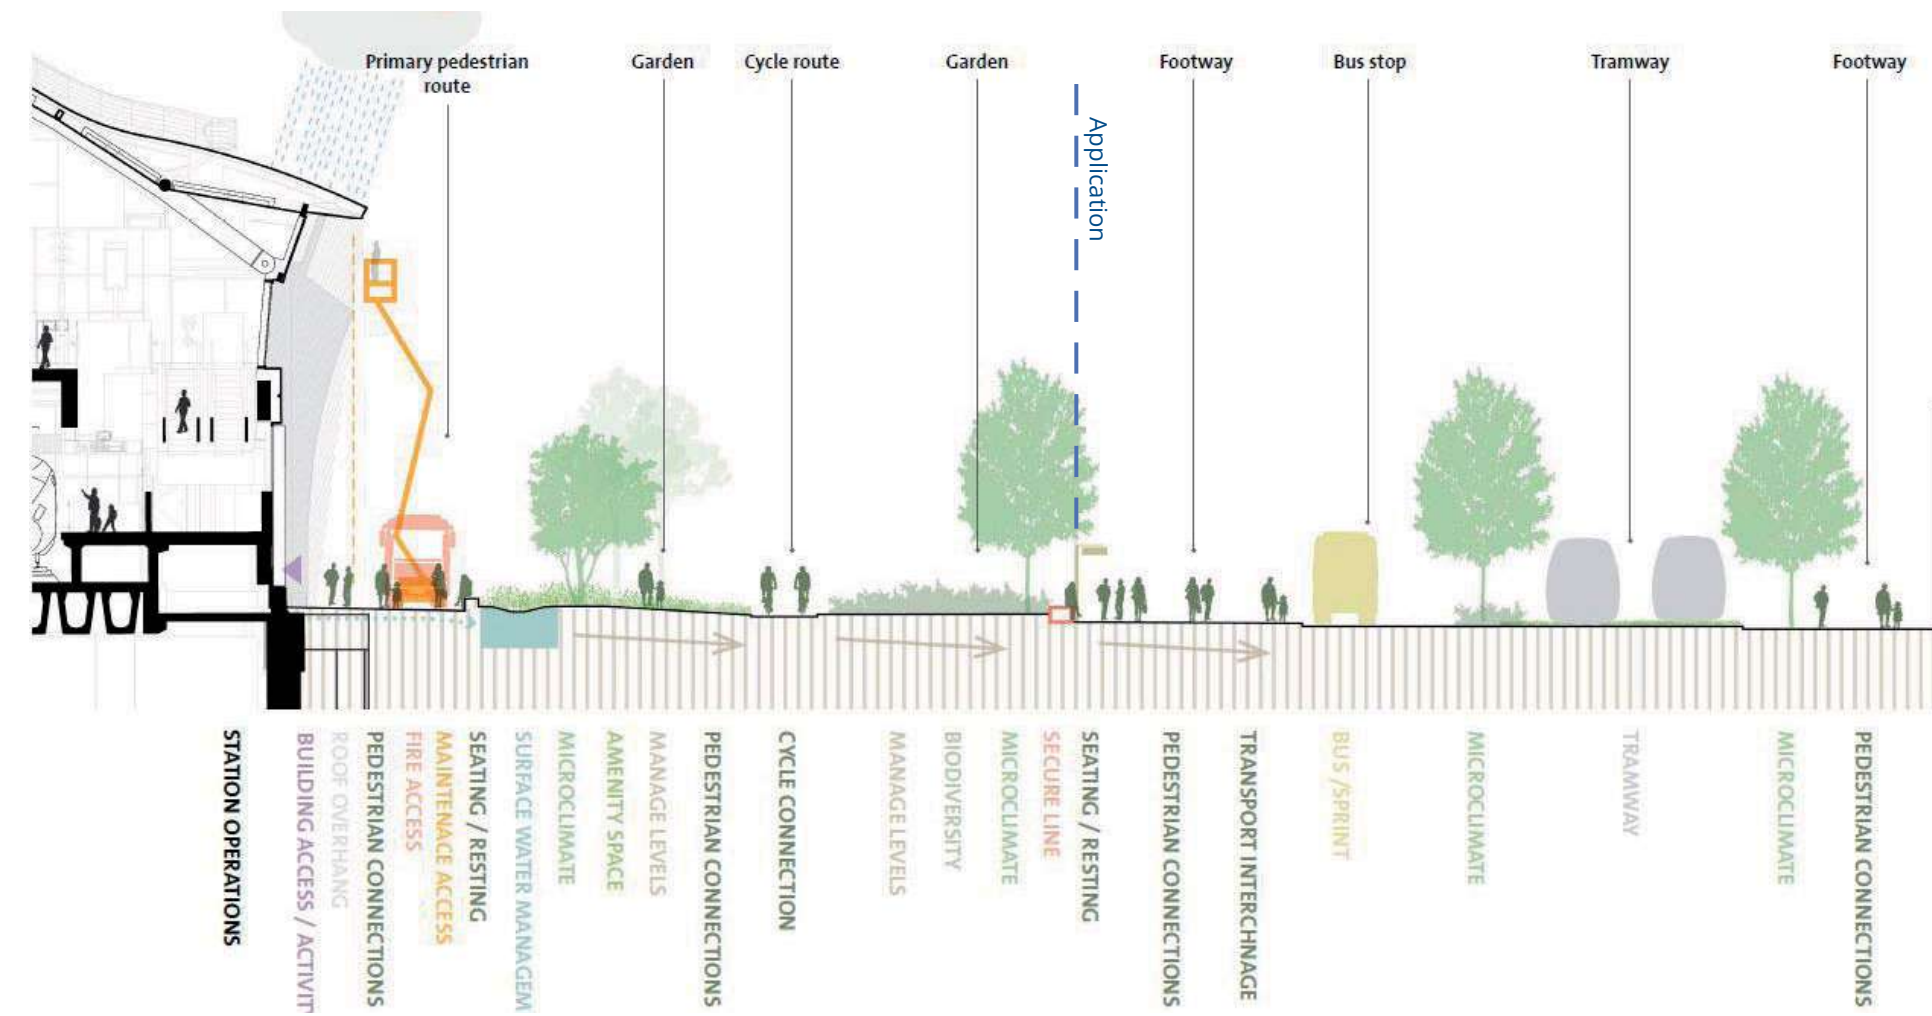 Primary pedestrian
route
Garden
Cycle route
Garden
Footway
Bus stop
Tramway
Footway
Application
STATION OPERATIONS
BUILDING ACCESS / ACTIVIT
ROOF OVERHANG
PEDESTRIAN CONNECTIONS
FIRE ACCESS
MAINTENACE ACCESS
SEATING / RESTING
SURFACE WATER MANAGEM
MICROCLIMATE
AMENITY SPACE
MANAGE LEVELS
PEDESTRIAN CONNECTIONS
CYCLE CONNECTION
MANAGE LEVELS
BIODIVERSITY
MICROCLIMATE
SECURE LINE
SEATING / RESTING
PEDESTRIAN CONNECTIONS
TRANSPORT INTERCHNAGE
BUS /SPRINT
MICROCLIMATE
TRAMWAY
MICROCLIMATE
PEDESTRIAN CONNECTIONS